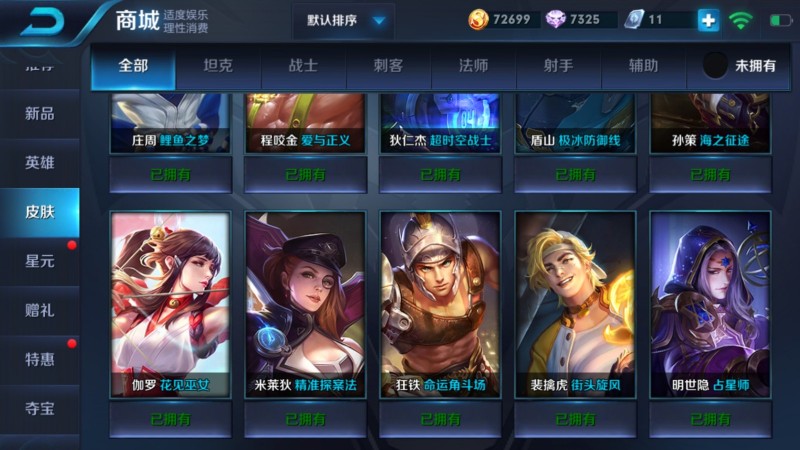 商城
适度娱乐
理性消费
默认排序
72699
7325
11
全部 坦克 战士 刺客 法师 射手 辅助 未拥有
推荐
新品
英雄
皮肤
星元
赠礼
特惠
夺宝
庄周 鲤鱼之梦
程咬金 爱与正义
狄仁杰 超时空战士
盾山 极冰防御线
孙策 海之征途
已拥有 已拥有 已拥有 已拥有 已拥有
伽罗 花见巫女
米莱狄 精准探案法
狂铁 命运角斗场
裴擒虎 街头旋风
明世隐 占星师
已拥有 已拥有 已拥有 已拥有 已拥有